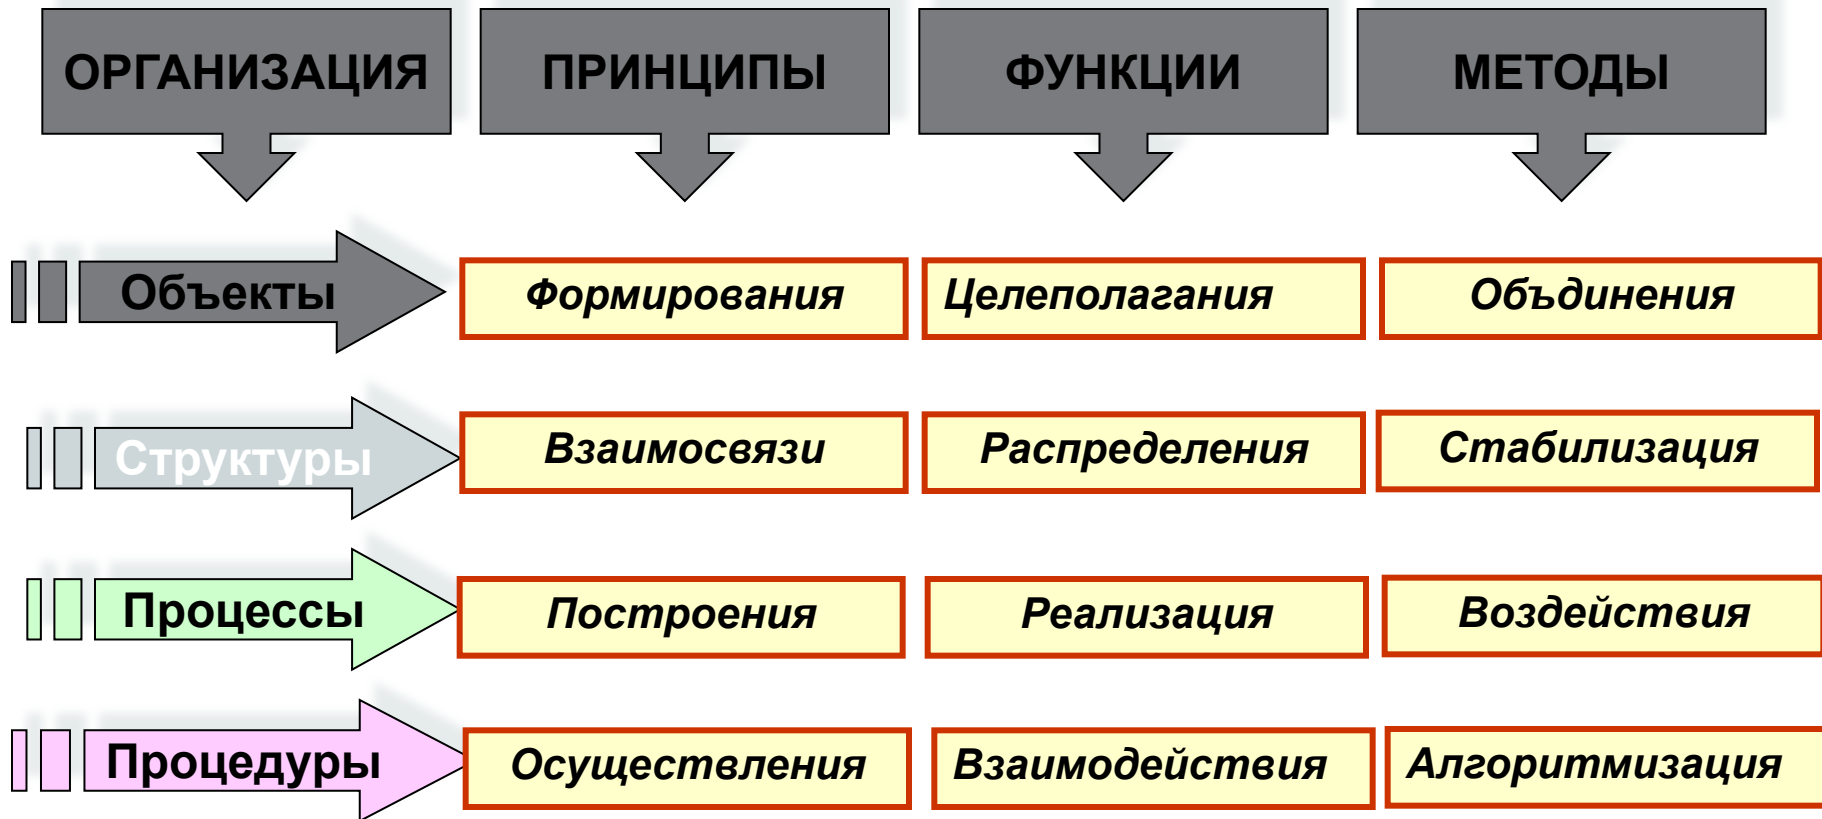 ОРГАНИЗАЦИЯ ПРИНЦИПЫ ФУНКЦИИ МЕТОДЫ
Объекты Формирования Целеполагания Объдинения
Структуры Взаимосвязи Распределения Стабилизация
Процессы Построения Реализация Воздействия
Процедуры Осуществления Взаимодействия Алгоритмизация